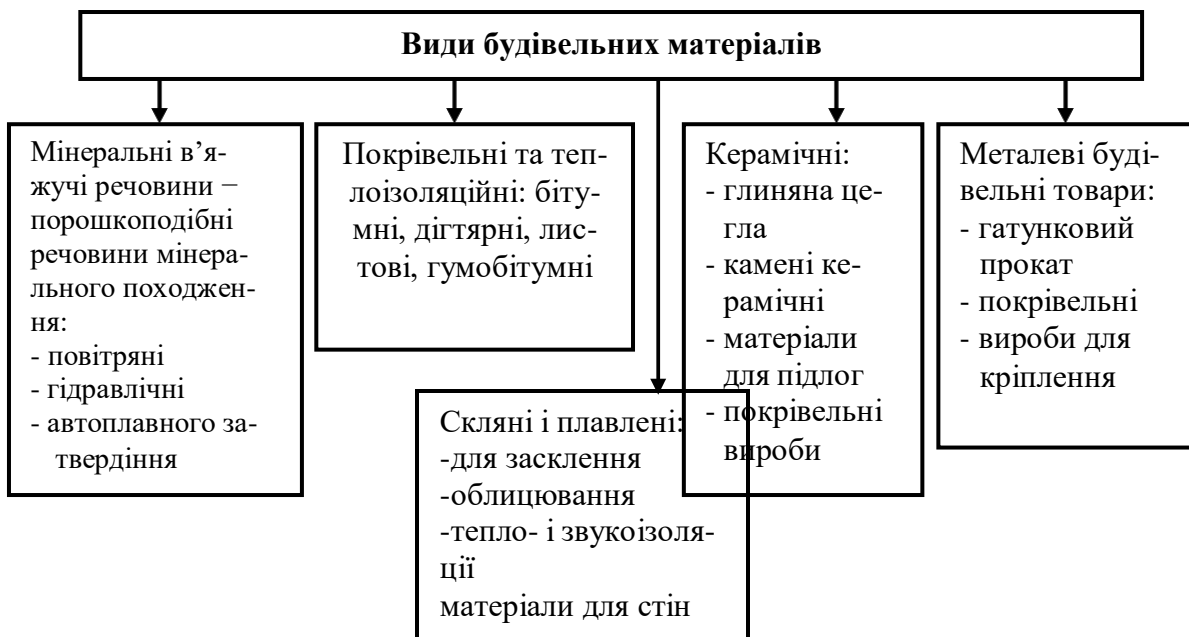 Види будівельних матеріалів
Мінеральні в’я-
жучі речовини −
порошкоподібні
речовини мінера-
льного походжен-
ня:
- повітряні
- гідравлічні
- автоплавного за-
твердіння
Покрівельні та теп-
лоізоляційні: біту-
мні, дігтярні, лис-
тові, гумобітумні
Скляні і плавлені:
-для засклення
-облицювання
-тепло- і звукоізоля-
ції
матеріали для стін
Керамічні:
- глиняна це-
гла
- камені ке-
рамічні
- матеріали
для підлог
- покрівельні
вироби
Металеві буді-
вельні товари:
- гатунковий
прокат
- покрівельні
- вироби для
кріплення